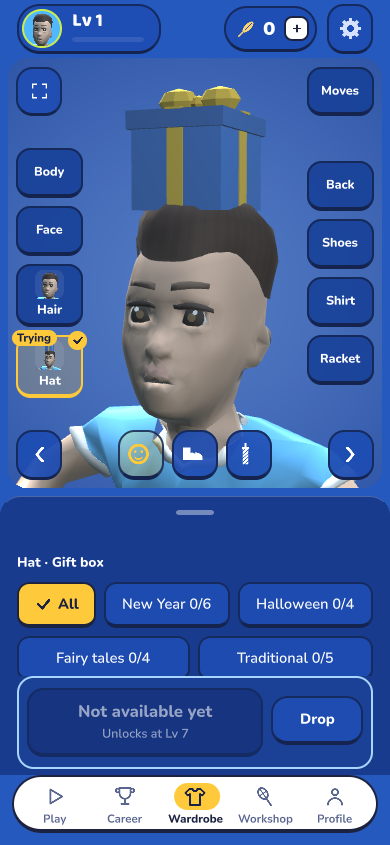 Lv 1
0
+
Moves
Body
Back
Face
Shoes
Hair
Shirt
Trying
Hat
Racket
Hat · Gift box
All
New Year 0/6
Halloween 0/4
Fairy tales 0/4
Traditional 0/5
Not available yet
Unlocks at Lv 7
Drop
Play
Career
Wardrobe
Workshop
Profile